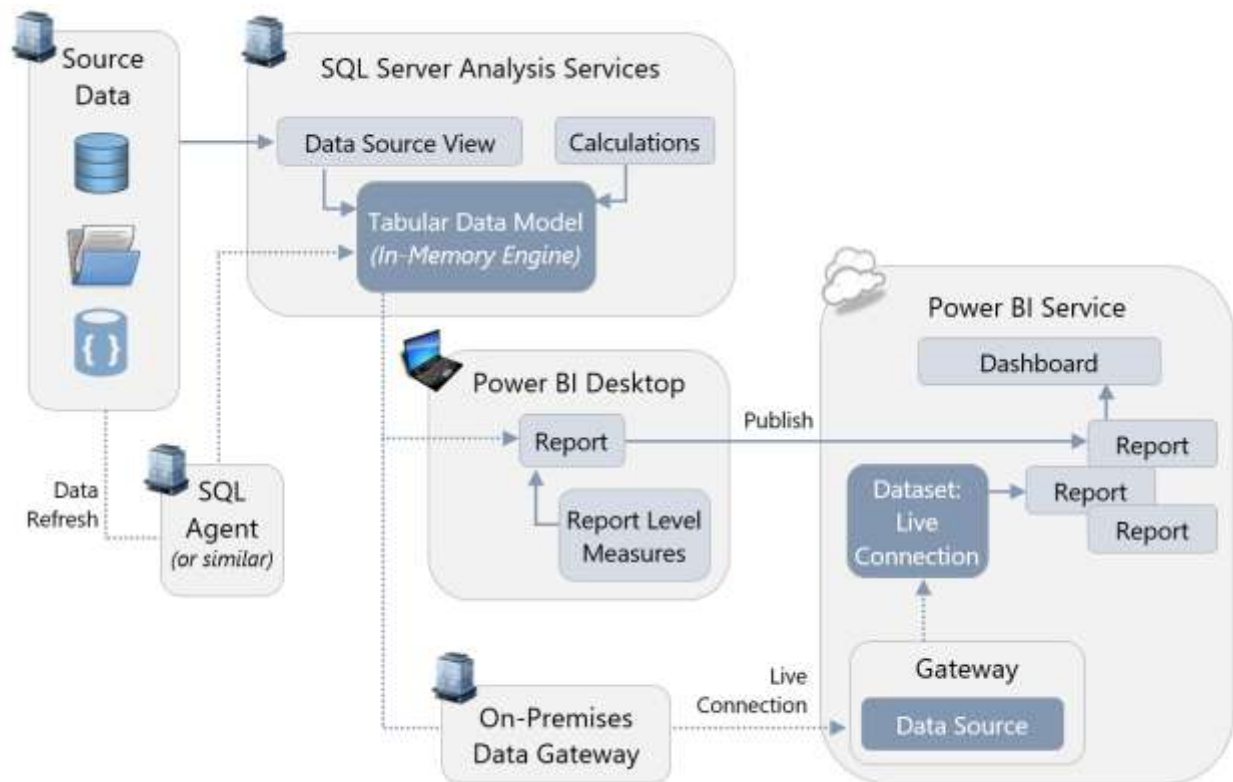 Source
Data
SQL Server Analysis Services
Data Source View
Calculations
Tabular Data Model
(In-Memory Engine)
{ }
Power BI Service
Dashboard
Power BI Desktop
Report
Publish
Report
Report
Report
Dataset:
Live
Connection
Report Level
Measures
Data
Refresh
SQL
Agent
(or similar)
On-Premises
Data Gateway
Live
Connection
Gateway
Data Source